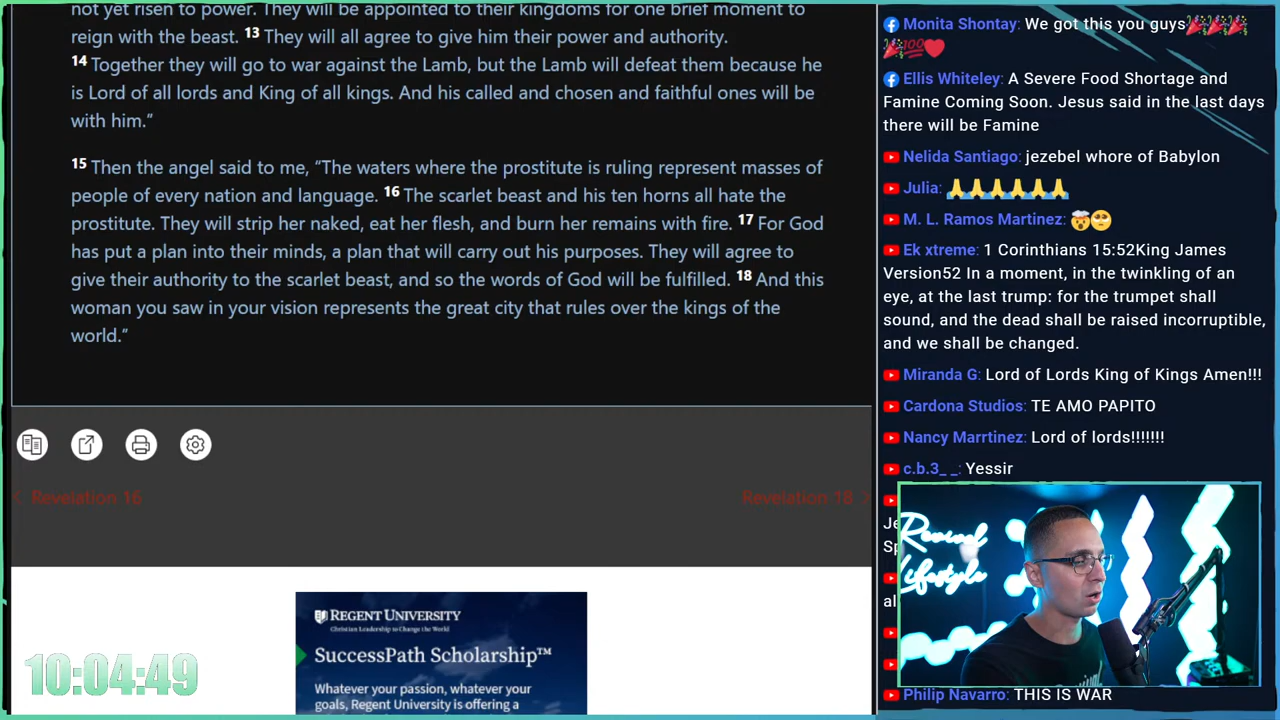 not yet risen to power. They will be appointed to their kingdoms for one brief moment to
reign with the beast. 13 They will all agree to give him their power and authority.
14 Together they will go to war against the Lamb, but the Lamb will defeat them because he
is Lord of all lords and King of all kings. And his called and chosen and faithful ones will be
with him.”
15 Then the angel said to me, “The waters where the prostitute is ruling represent masses of
people of every nation and language. 16 The scarlet beast and his ten horns all hate the
prostitute. They will strip her naked, eat her flesh, and burn her remains with fire. 17 For God
has put a plan into their minds, a plan that will carry out his purposes. They will agree to
give their authority to the scarlet beast, and so the words of God will be fulfilled. 18 And this
woman you saw in your vision represents the great city that rules over the kings of the
world.”
Revelation 16
Revelation 18
REGENT UNIVERSITY
Christian Leadership to Change the World
SuccessPath Scholarship™
Whatever your passion, whatever your
goals, Regent University is offering a
10:04:49
Monita Shontay: We got this you guys🎉🎉🎉
🎉💯❤️
Ellis Whiteley: A Severe Food Shortage and
Famine Coming Soon. Jesus said in the last days
there will be Famine
Nelida Santiago: jezebel whore of Babylon
Julia: 🙏🙏🙏🙏🙏🙏
M. L. Ramos Martinez: 🤯🥺
Ek xtreme: 1 Corinthians 15:52King James
Version52 In a moment, in the twinkling of an
eye, at the last trump: for the trumpet shall
sound, and the dead shall be raised incorruptible,
and we shall be changed.
Miranda G: Lord of Lords King of Kings Amen!!!
Cardona Studios: TE AMO PAPITO
Nancy Marrtinez: Lord of lords!!!!!!!
c.b.3_ _: Yessir
Revival
Lifestyle
Philip Navarro: THIS IS WAR